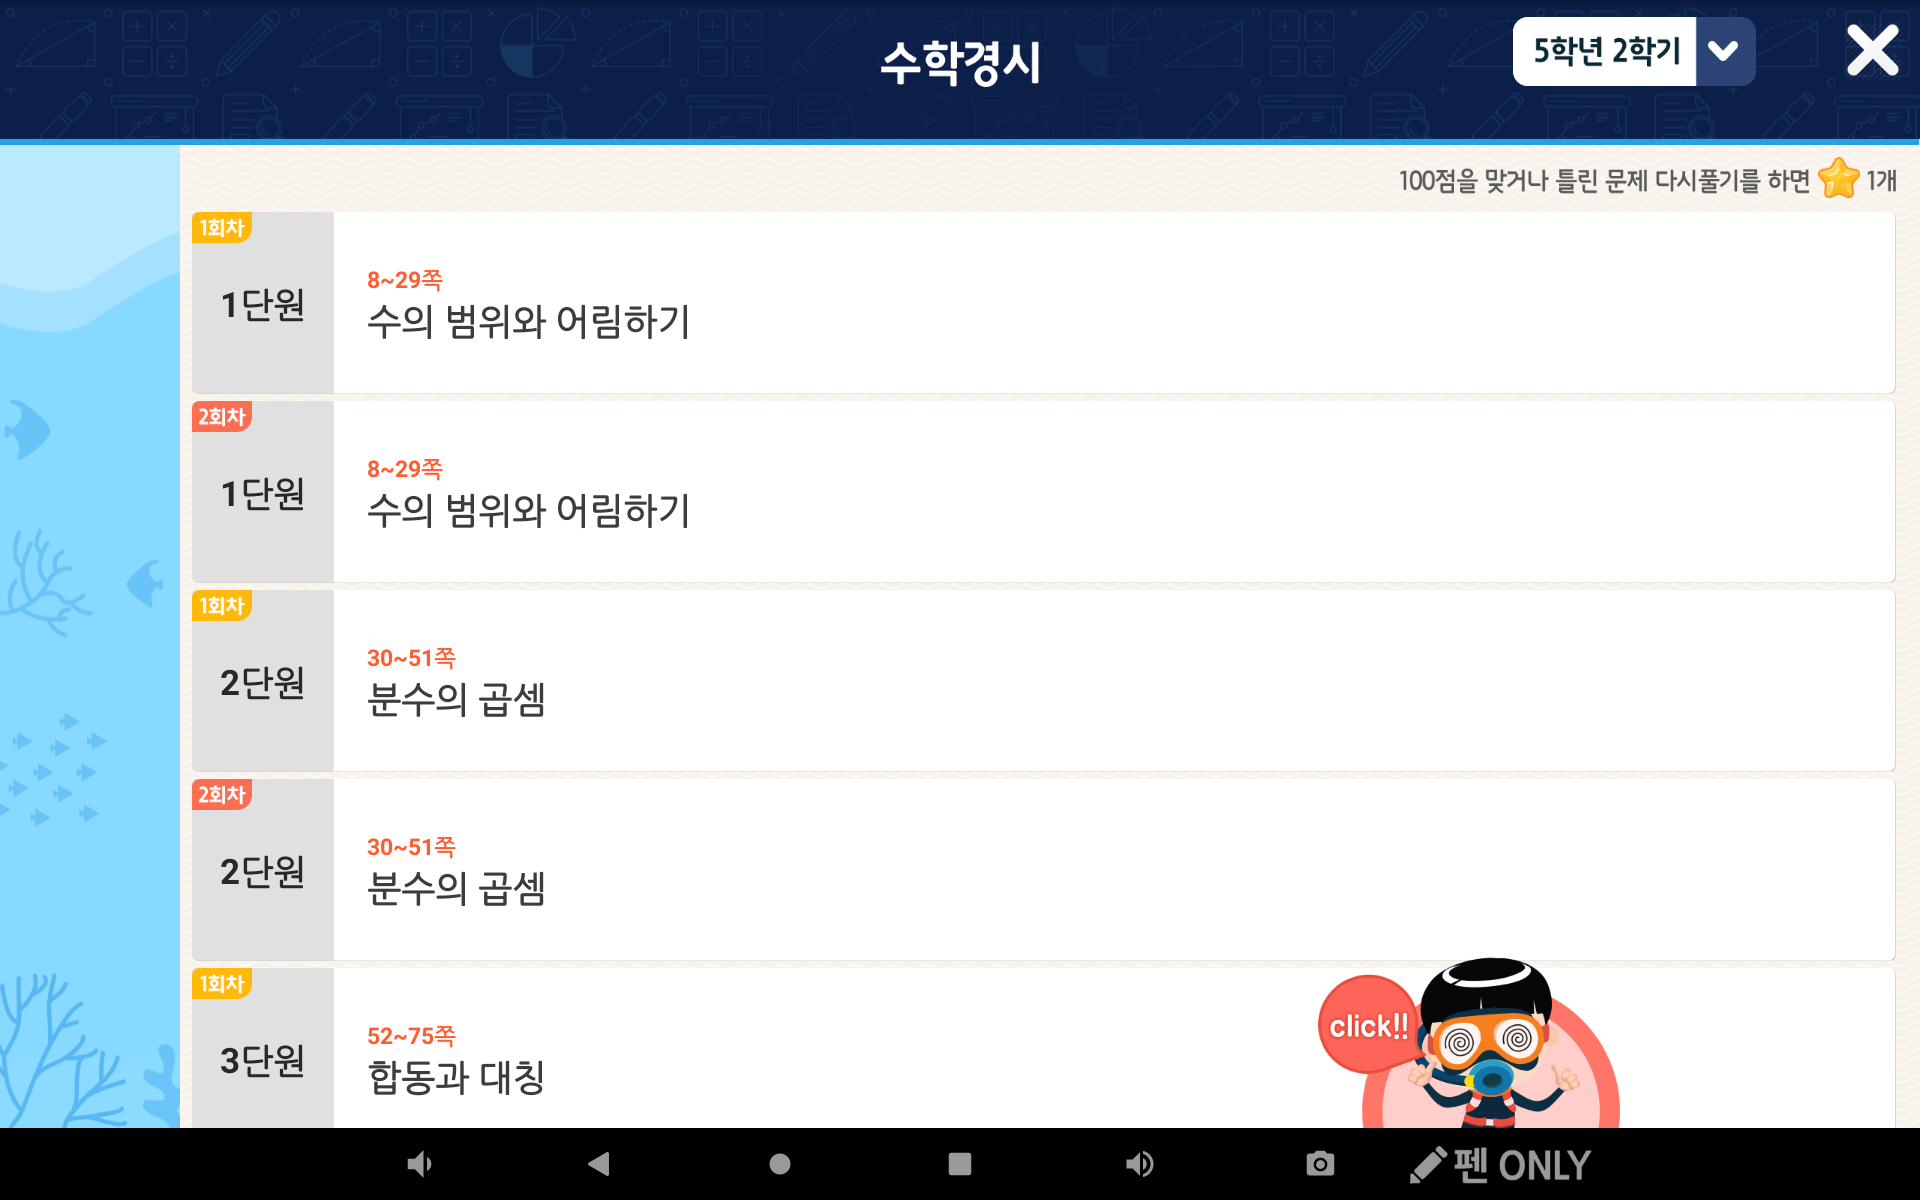 수학경시
5학년 2학기
100점을 맞거나 틀린 문제 다시풀기를 하면 1개
1회차
1단원
8~29쪽
수의 범위와 어림하기
2회차
1단원
8~29쪽
수의 범위와 어림하기
1회차
2단원
30~51쪽
분수의 곱셈
2회차
2단원
30~51쪽
분수의 곱셈
1회차
3단원
52~75쪽
합동과 대칭
click!!
펜 ONLY